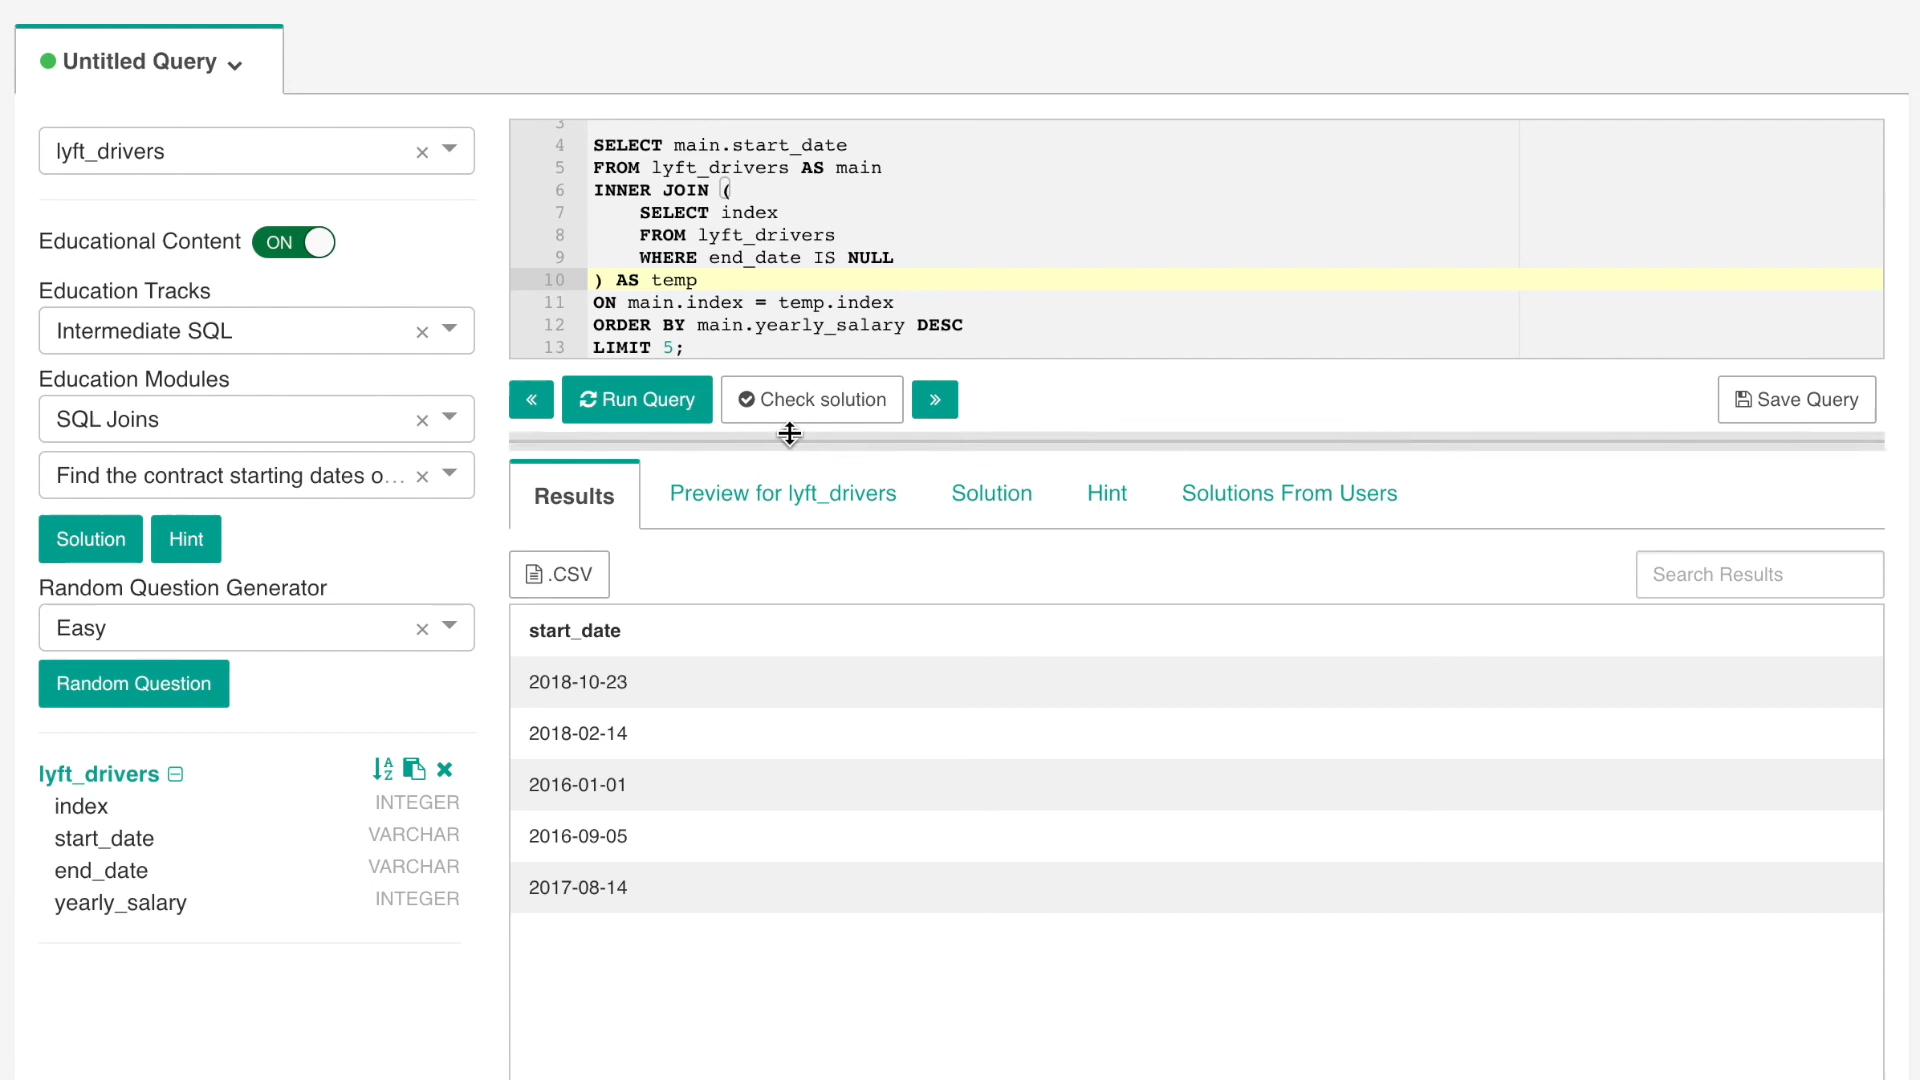 Untitled Query
lyft_drivers
Educational Content ON
Education Tracks
Intermediate SQL
Education Modules
SQL Joins
Find the contract starting dates o...
Solution Hint
Random Question Generator
Easy
Random Question
lyft_drivers
index INTEGER
start_date VARCHAR
end_date VARCHAR
yearly_salary INTEGER
3
4 SELECT main.start_date
5 FROM lyft_drivers AS main
6 INNER JOIN (
7 SELECT index
8 FROM lyft_drivers
9 WHERE end_date IS NULL
10 ) AS temp
11 ON main.index = temp.index
12 ORDER BY main.yearly_salary DESC
13 LIMIT 5;
« Run Query Check solution » Save Query
Results Preview for lyft_drivers Solution Hint Solutions From Users
.CSV Search Results
start_date
2018-10-23
2018-02-14
2016-01-01
2016-09-05
2017-08-14